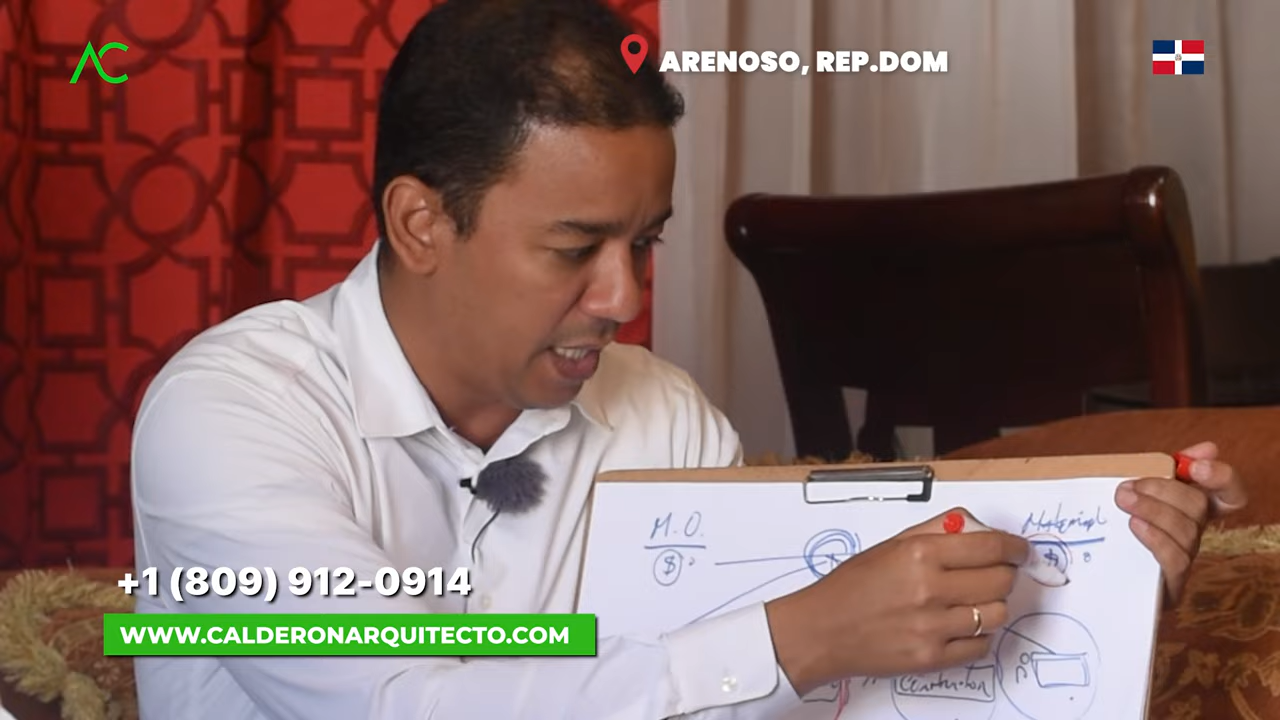 AC
ARENOSO, REP.DOM
M.O.
$
Material
$
+1 (809) 912-0914
WWW.CALDERONARQUITECTO.COM